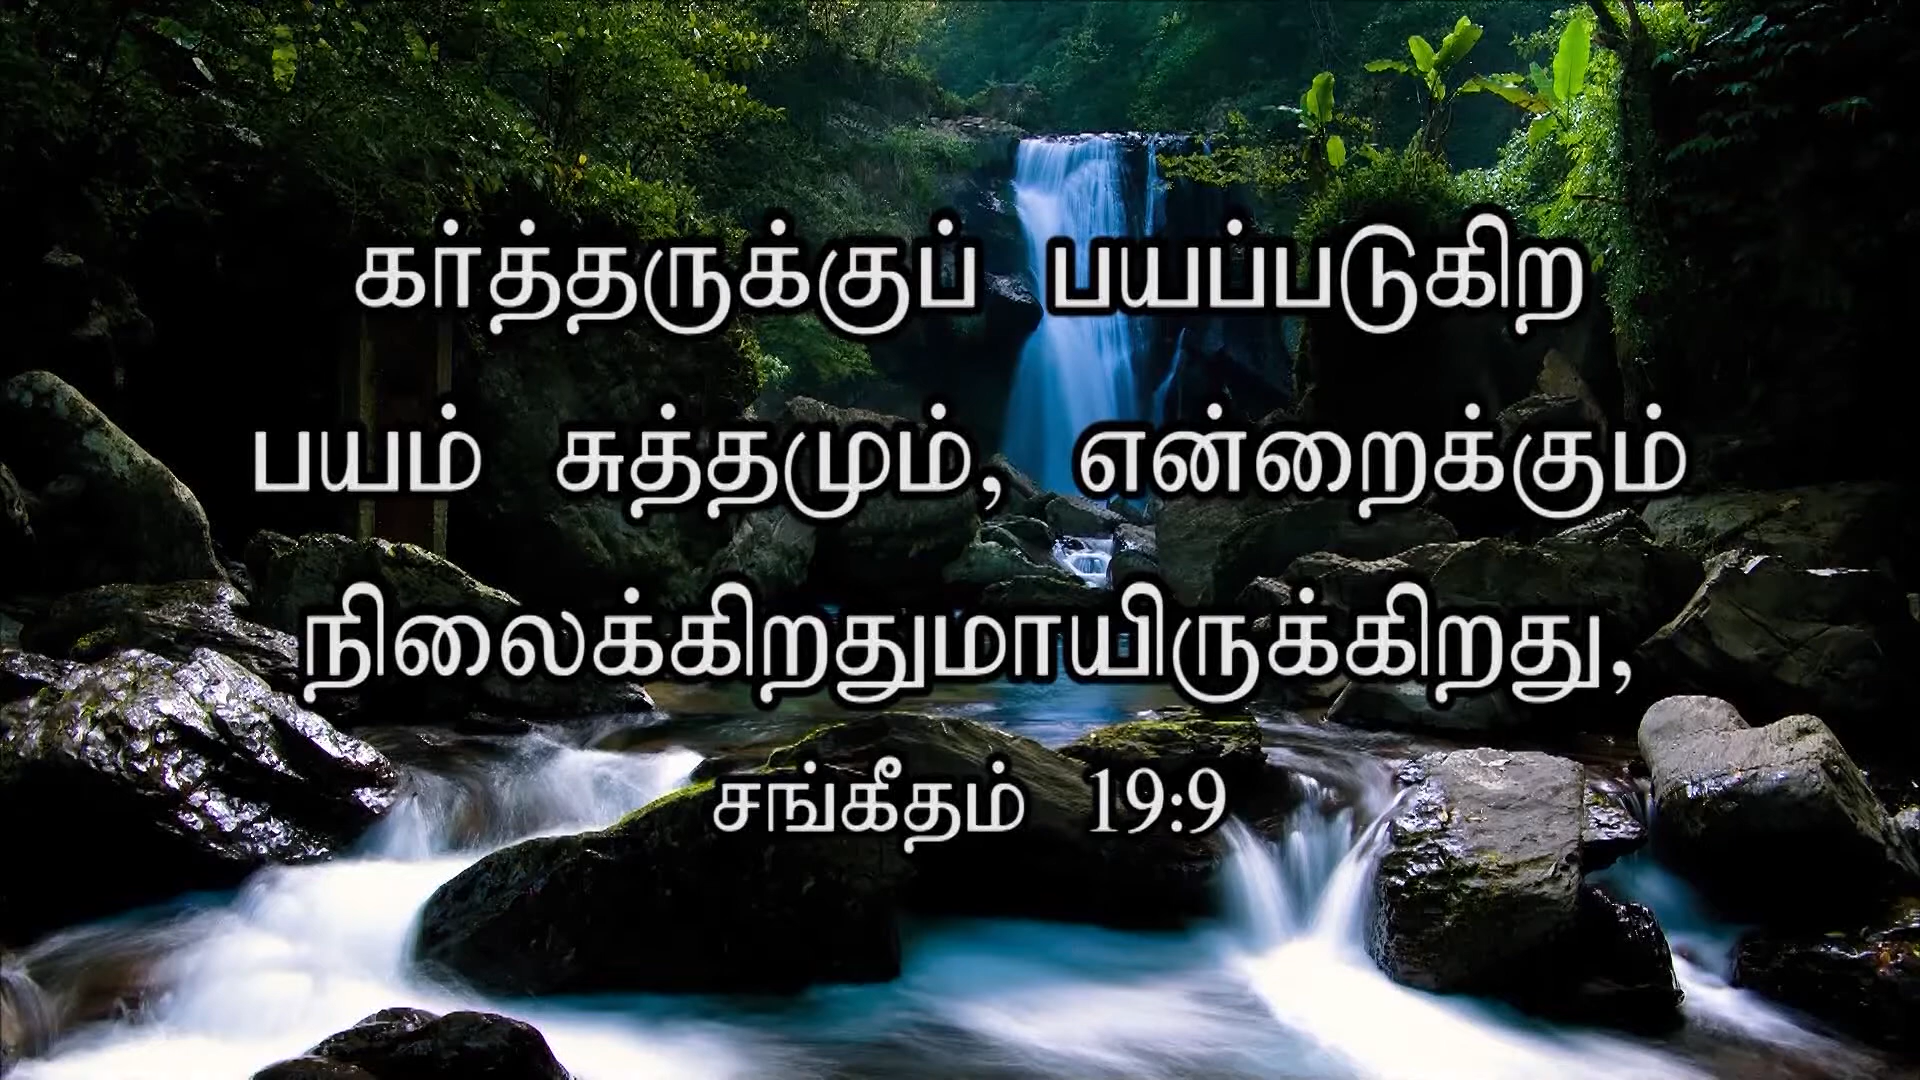 கர்த்தருக்குப் பயப்படுகிற
பயம் சுத்தமும், என்றைக்கும்
நிலைக்கிறதுமாயிருக்கிறது,
சங்கீதம் 19:9